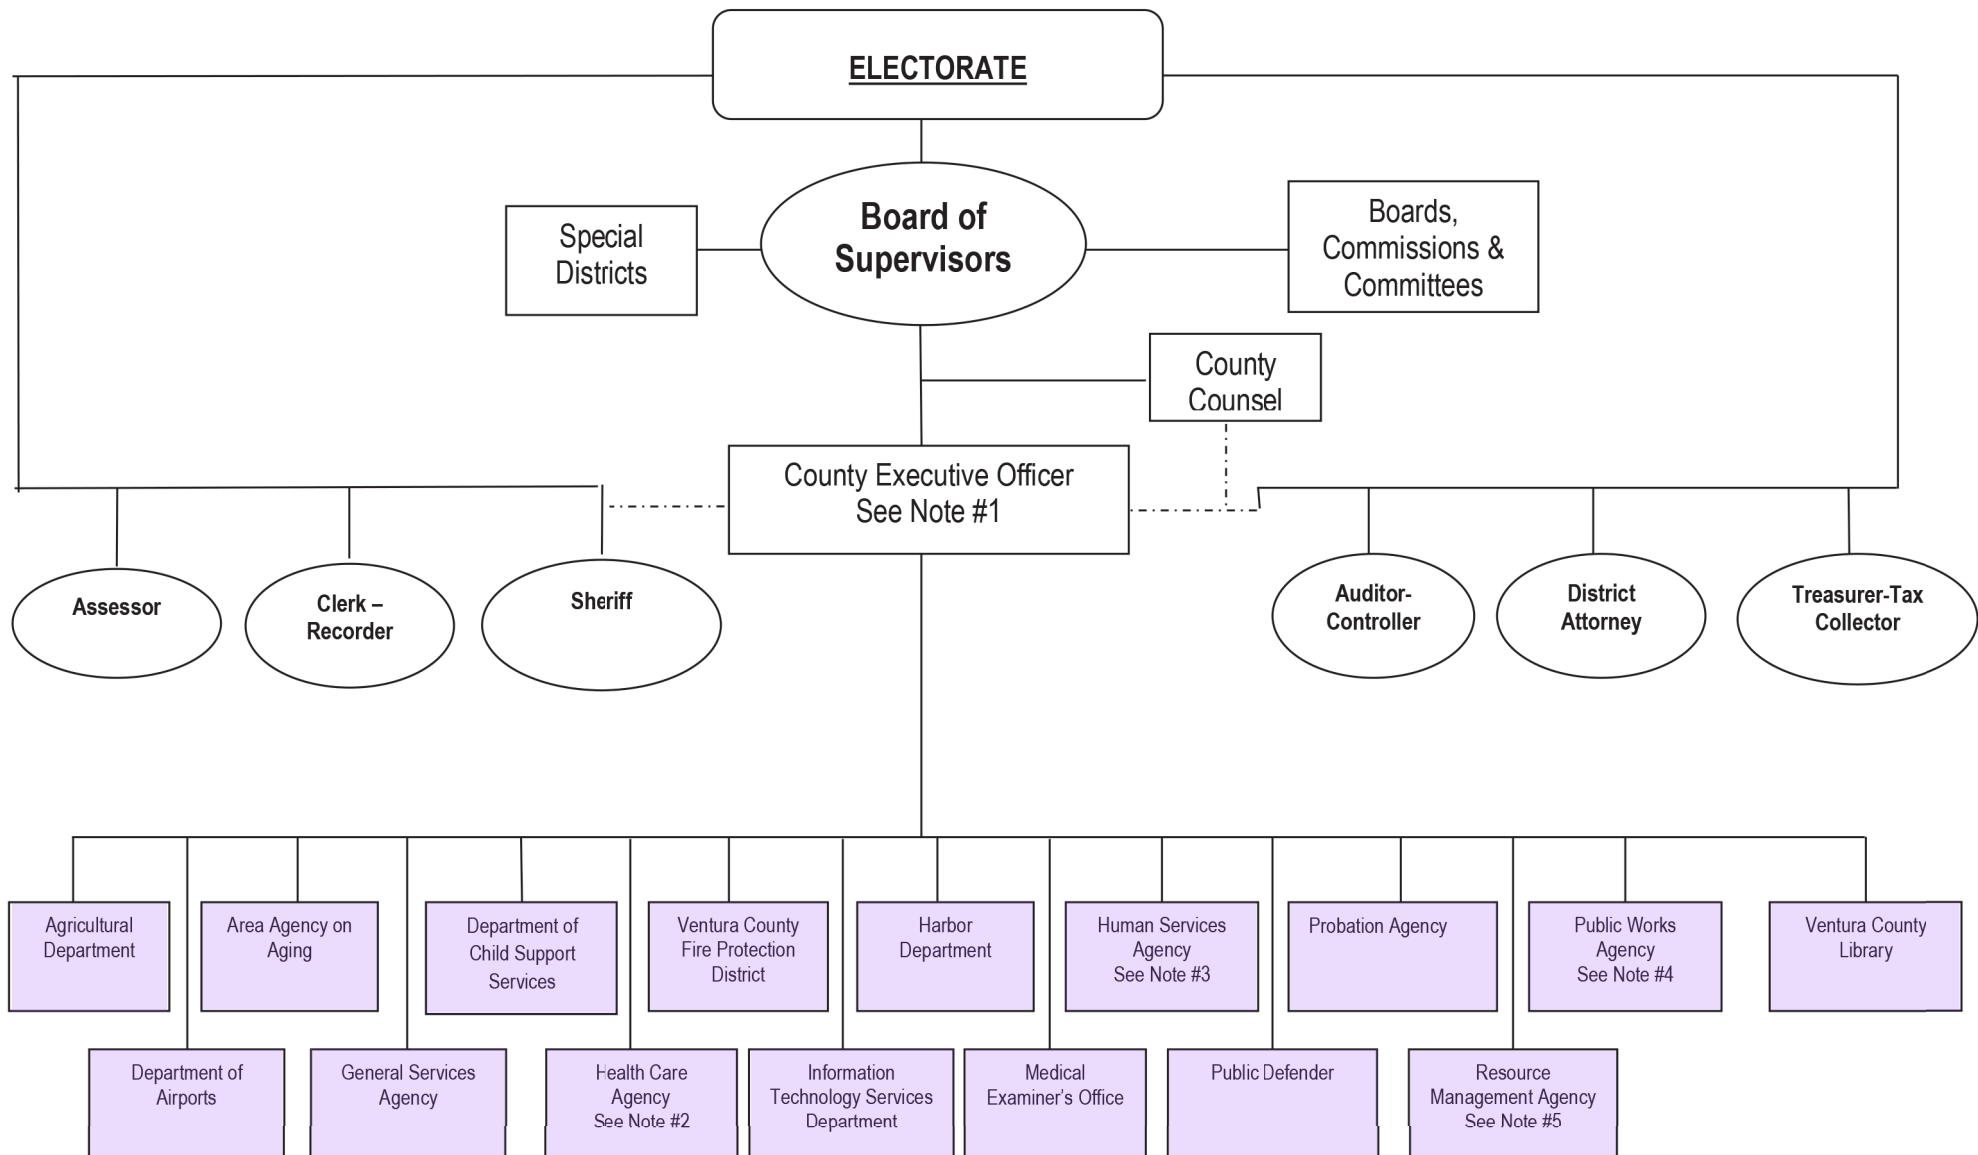 ELECTORATE
Board of
Supervisors
Special
Districts
Boards,
Commissions &
Committees
County
Counsel
County Executive Officer
See Note #1
Assessor
Clerk –
Recorder
Sheriff
Auditor-
Controller
District
Attorney
Treasurer-Tax
Collector
Agricultural
Department
Area Agency on
Aging
Department of
Child Support
Services
Ventura County
Fire Protection
District
Harbor
Department
Human Services
Agency
See Note #3
Probation Agency
Public Works
Agency
See Note #4
Ventura County
Library
Department of
Airports
General Services
Agency
Health Care
Agency
See Note #2
Information
Technology Services
Department
Medical
Examiner’s Office
Public Defender
Resource
Management Agency
See Note #5